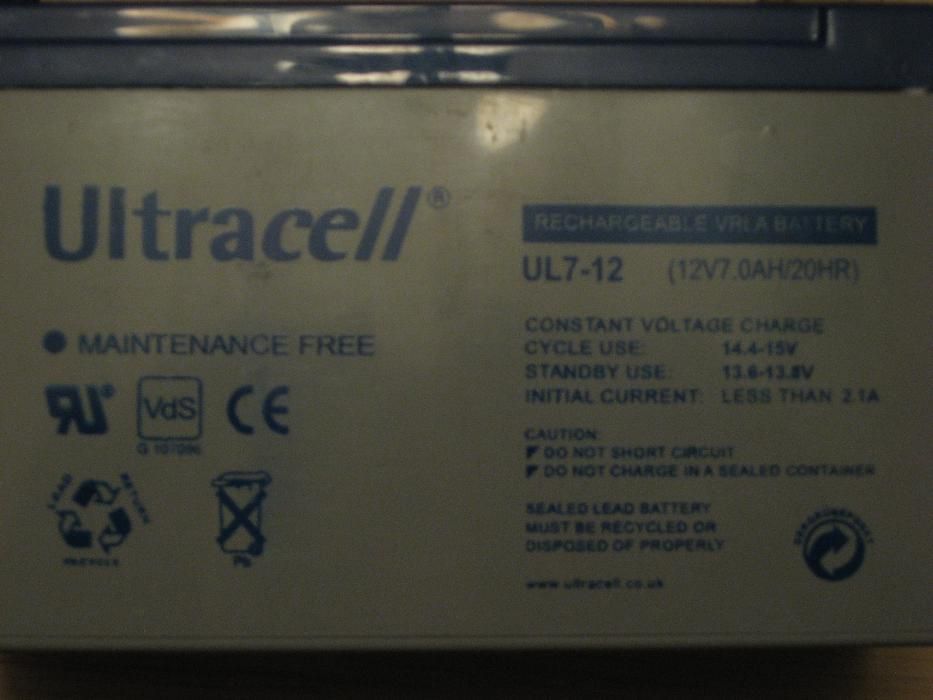 Ultracell®
MAINTENANCE FREE
VdS
CE
LEAD
RETURN
RECYCLE
Pb
RECHARGEABLE VRLA BATTERY
UL7-12 (12V7.0AH/20HR)
CONSTANT VOLTAGE CHARGE
CYCLE USE: 14.4-15V
STANDBY USE: 13.6-13.8V
INITIAL CURRENT: LESS THAN 2.1A
CAUTION:
DO NOT SHORT CIRCUIT
DO NOT CHARGE IN A SEALED CONTAINER
SEALED LEAD BATTERY
MUST BE RECYCLED OR
DISPOSED OF PROPERLY
www.ultracell.co.uk